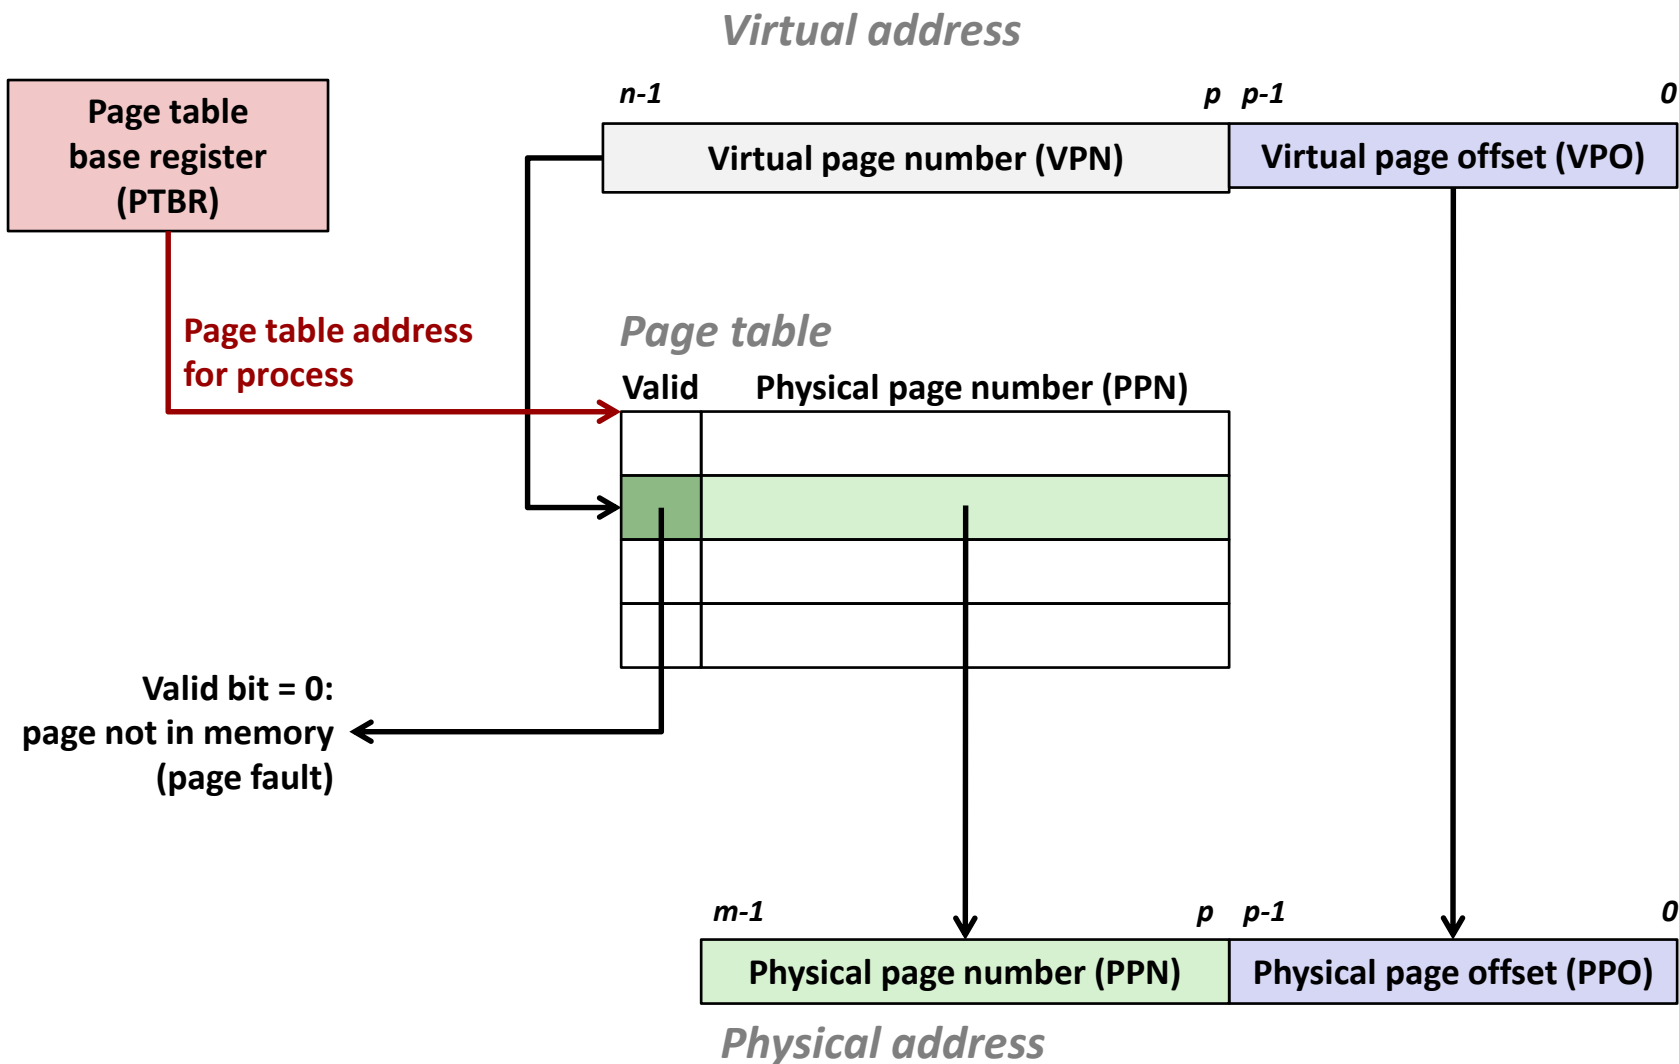 Virtual address
Page table
base register
(PTBR)
n-1 p p-1 0
Virtual page number (VPN) Virtual page offset (VPO)
Page table address
for process
Page table
Valid Physical page number (PPN)
Valid bit = 0:
page not in memory
(page fault)
m-1 p p-1 0
Physical page number (PPN) Physical page offset (PPO)
Physical address